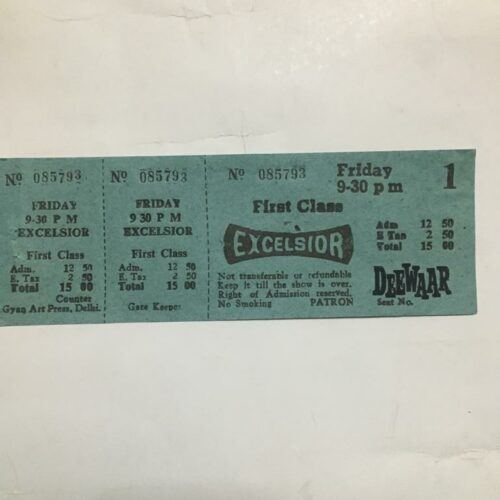 Nº 085793
FRIDAY
9-30 P M
EXCELSIOR
First Class
Adm. 12 50
E. Tax 2 50
Total 15 00
Counter
Gyan Art Press, Delhi.
Nº 085793
FRIDAY
9 30 P M
EXCELSIOR
First Class
Adm. 12 50
E. Tax 2 50
Total 15 00
Gate Keeper
Nº 085793
Friday
9-30 p m
1
First Class
EXCELSIOR
Not transferable or refundable
Keep it till the show is over.
Right of Admission reserved.
No Smoking PATRON
Adm 12 50
E Tax 2 50
Total 15 00
DEEWAAR
Seat No.